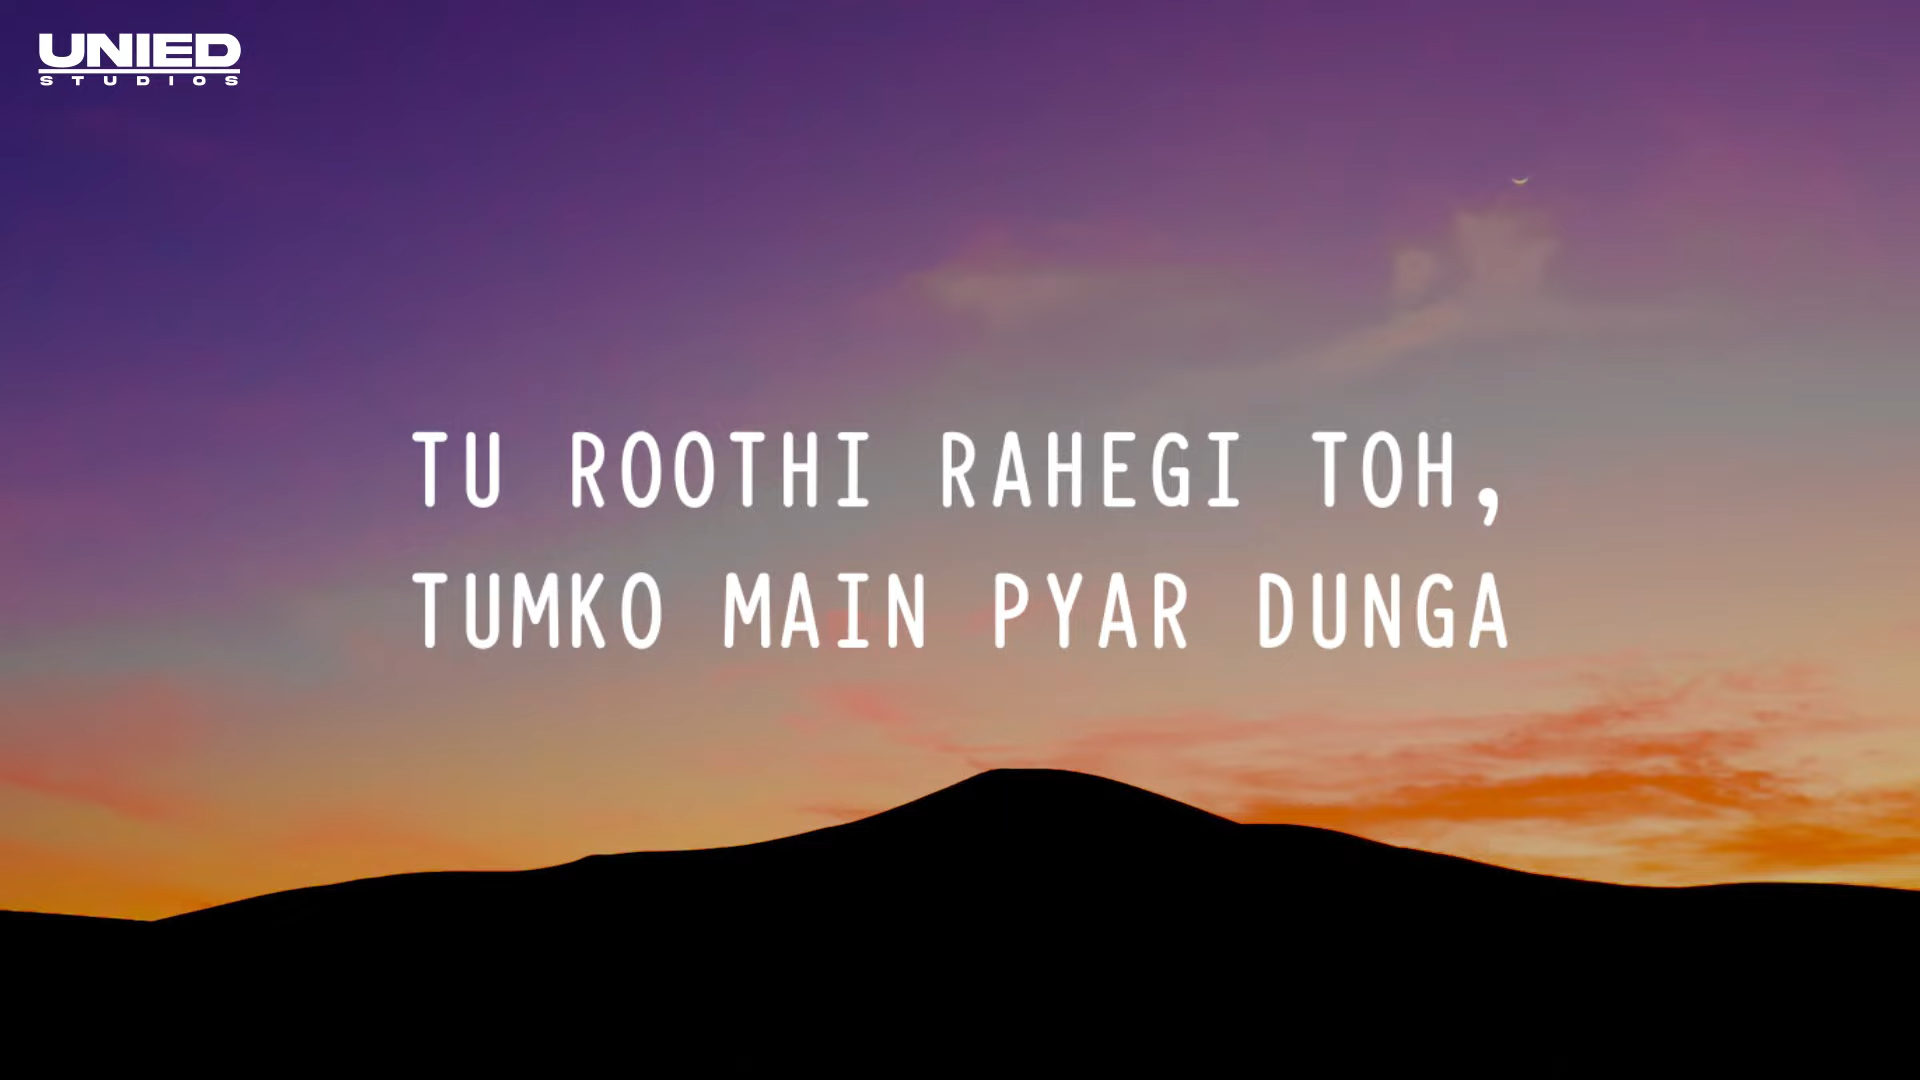 UNIED
STUDIOS
TU ROOTHI RAHEGI TOH,
TUMKO MAIN PYAR DUNGA